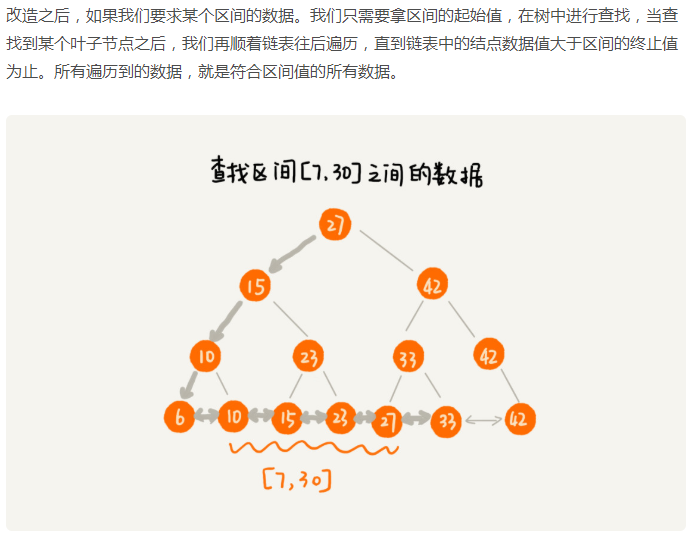 改造之后，如果我们要求某个区间的数据。我们只需要拿区间的起始值，在树中进行查找，当查
找到某个叶子节点之后，我们再顺着链表往后遍历，直到链表中的结点数据值大于区间的终止值
为止。所有遍历到的数据，就是符合区间值的所有数据。
查找区间[7,30]之间的数据
27
15 42
10 23 33 42
6 10 15 23 27 33 42
[7,30]